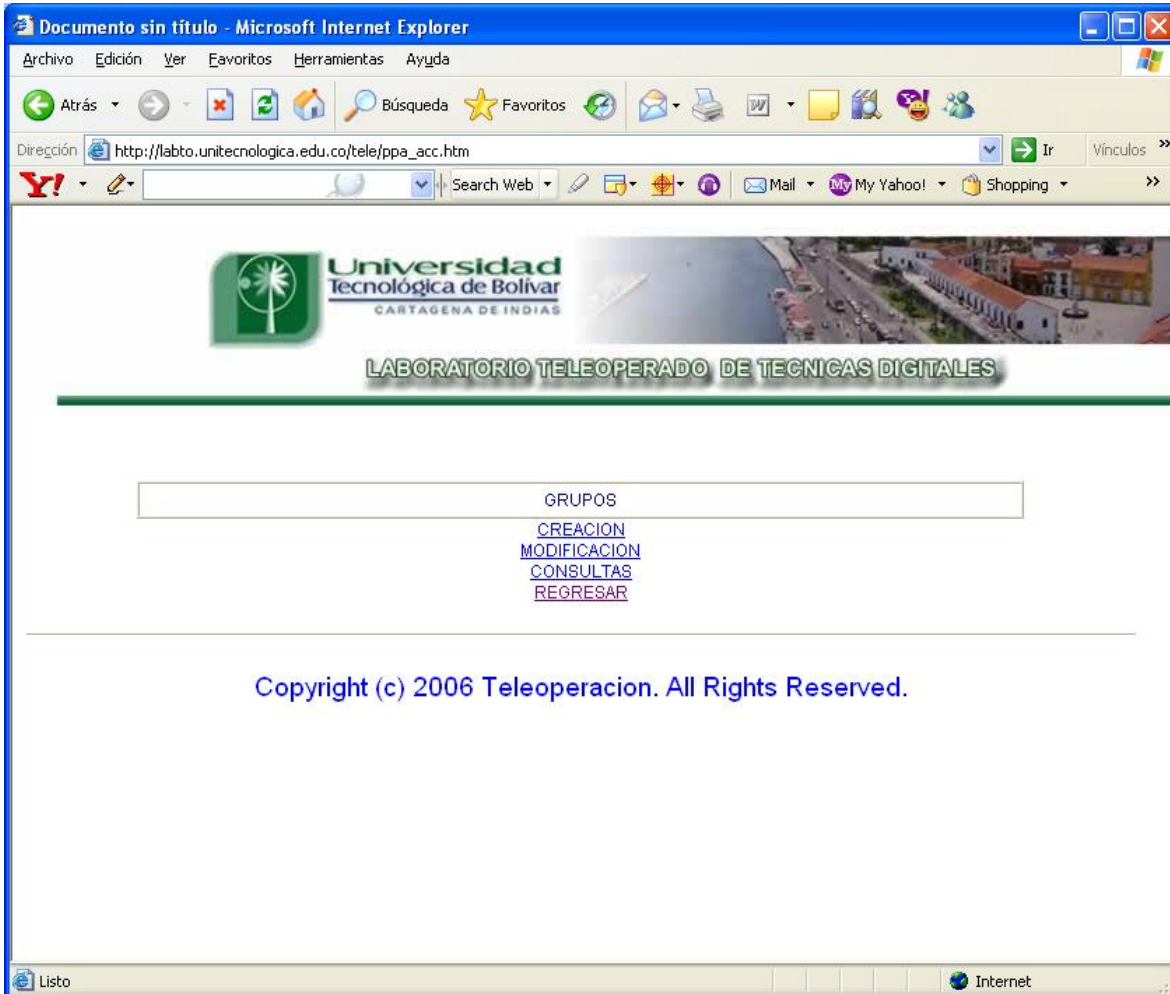 Documento sin título - Microsoft Internet Explorer
Archivo Edición Ver Favoritos Herramientas Ayuda
Atrás Búsqueda Favoritos
Dirección http://labto.unitecnologica.edu.co/tele/ppa_acc.htm Ir Vínculos »
Y! Search Web Mail My My Yahoo! Shopping »
Universidad
Tecnológica de Bolívar
CARTAGENA DE INDIAS
LABORATORIO TELEOPERADO DE TECNICAS DIGITALES
GRUPOS
CREACION
MODIFICACION
CONSULTAS
REGRESAR
Copyright (c) 2006 Teleoperacion. All Rights Reserved.
Listo Internet